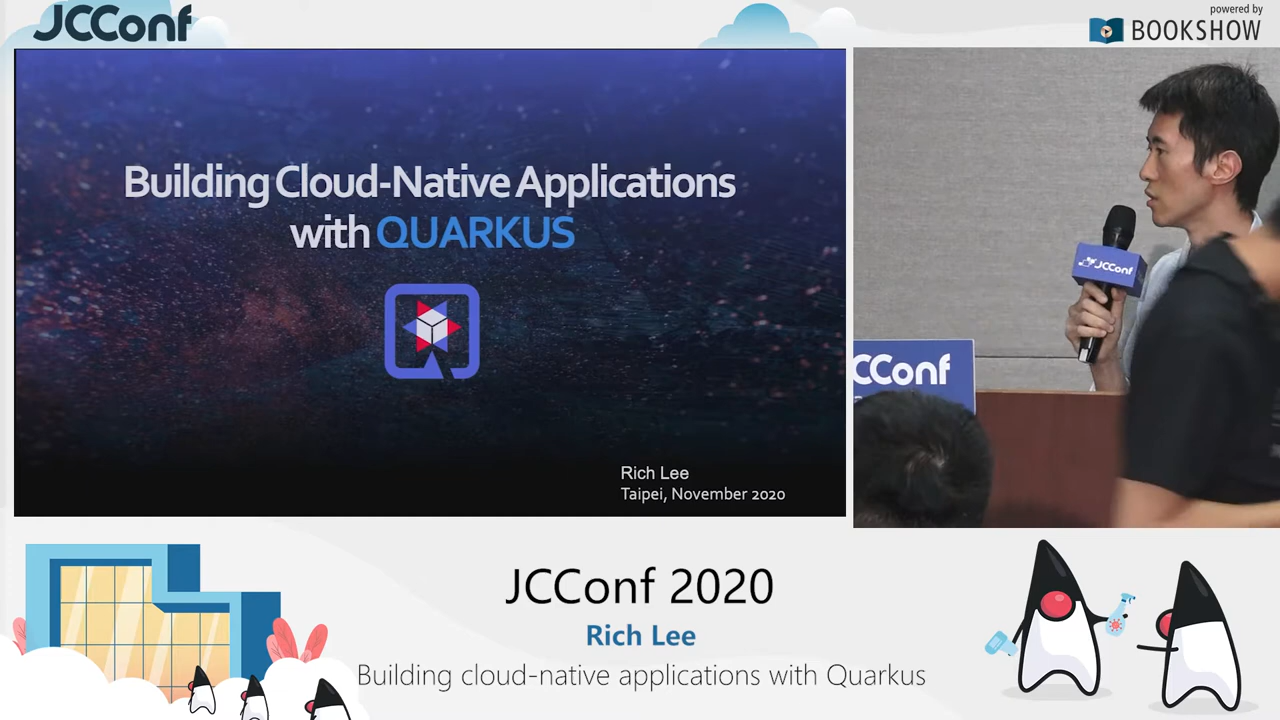 JCConf
powered by
BOOKSHOW
Building Cloud-Native Applications
with QUARKUS
Rich Lee
Taipei, November 2020
JCConf
CConf
JCConf 2020
Rich Lee
Building cloud-native applications with Quarkus